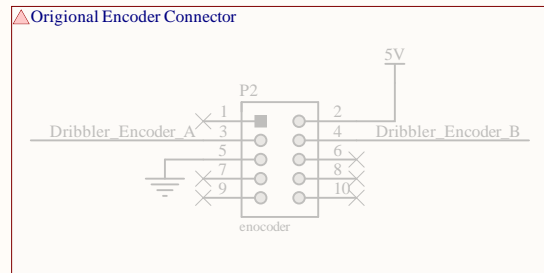 Origional Encoder Connector
5V
P2
1 2
Dribbler_Encoder_A 3 4 Dribbler_Encoder_B
5 6
7 8
9 10
enocoder